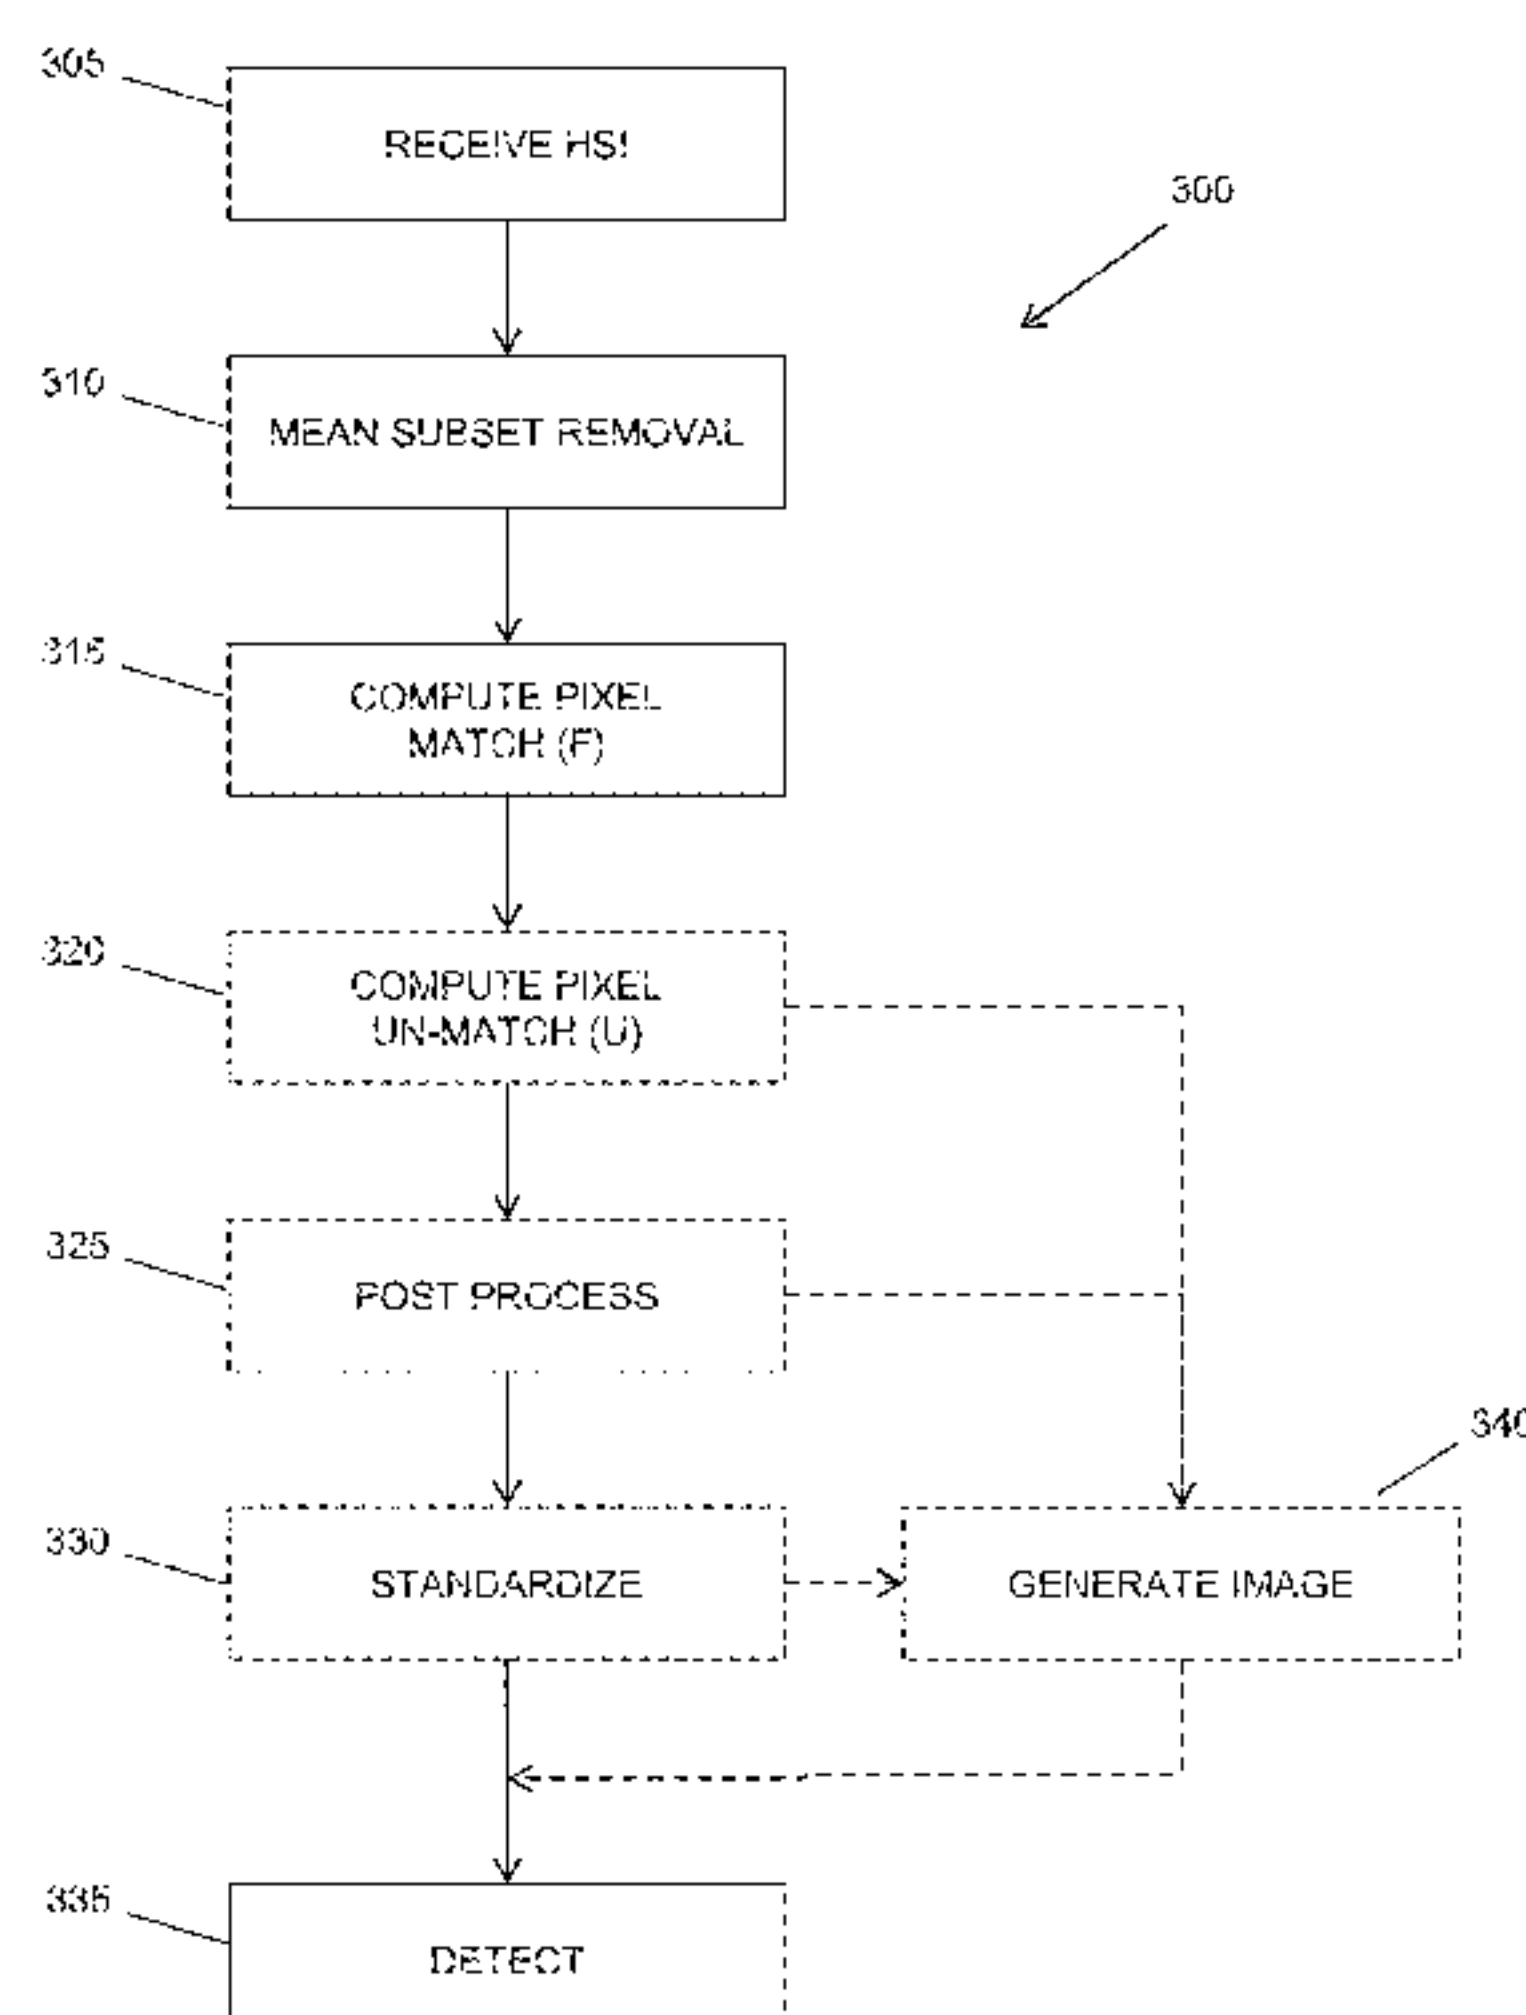 305
RECEIVE HSI
300
310
MEAN SUBSET REMOVAL
315
COMPUTE PIXEL
MATCH (F)
320
COMPUTE PIXEL
UN-MATCH (U)
325
POST PROCESS
340
330
STANDARDIZE
GENERATE IMAGE
335
DETECT